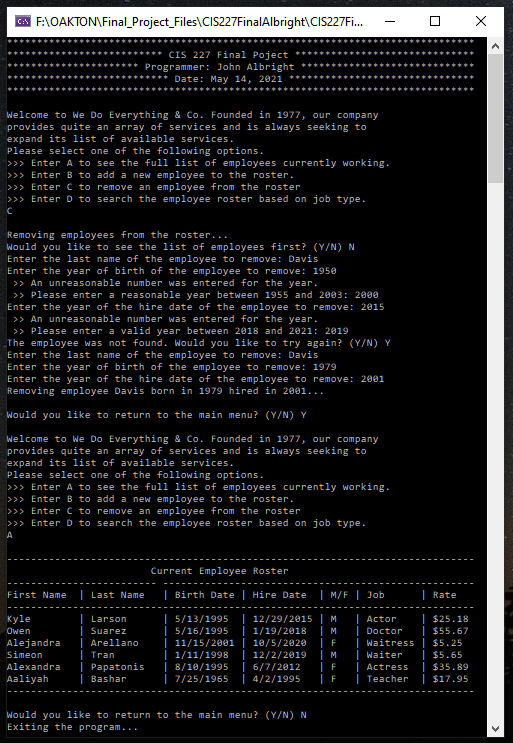 F:\OAKTON\Final_Project_Files\CIS227FinalAlbright\CIS227Fi...
******************************************************************************
************************** CIS 227 Final Poject ******************************
********************** Programmer: John Albright *****************************
*************************** Date: May 14, 2021 *******************************
******************************************************************************
Welcome to We Do Everything & Co. Founded in 1977, our company
provides quite an array of services and is always seeking to
expand its list of available services.
Please select one of the following options.
>>> Enter A to see the full list of employees currently working.
>>> Enter B to add a new employee to the roster.
>>> Enter C to remove an employee from the roster
>>> Enter D to search the employee roster based on job type.
C
Removing employees from the roster...
Would you like to see the list of employees first? (Y/N) N
Enter the last name of the employee to remove: Davis
Enter the year of birth of the employee to remove: 1950
 >> An unreasonable number was entered for the year.
 >> Please enter a reasonable year between 1955 and 2003: 2000
Enter the year of the hire date of the employee to remove: 2015
 >> An unreasonable number was entered for the year.
 >> Please enter a valid year between 2018 and 2021: 2019
The employee was not found. Would you like to try again? (Y/N) Y
Enter the last name of the employee to remove: Davis
Enter the year of birth of the employee to remove: 1979
Enter the year of the hire date of the employee to remove: 2001
Removing employee Davis born in 1979 hired in 2001...
Would you like to return to the main menu? (Y/N) Y
Welcome to We Do Everything & Co. Founded in 1977, our company
provides quite an array of services and is always seeking to
expand its list of available services.
Please select one of the following options.
>>> Enter A to see the full list of employees currently working.
>>> Enter B to add a new employee to the roster.
>>> Enter C to remove an employee from the roster
>>> Enter D to search the employee roster based on job type.
A
------------------------------------------------------------------------------
Current Employee Roster
------------------------------------------------------------------------------
First Name | Last Name | Birth Date | Hire Date | M/F | Job | Rate
------------------------------------------------------------------------------
Kyle | Larson | 5/13/1995 | 12/29/2015 | M | Actor | $25.18
Owen | Suarez | 5/16/1995 | 1/19/2018 | M | Doctor | $55.67
Alejandra | Arellano | 11/15/2001 | 10/5/2020 | F | Waitress | $5.25
Simeon | Tran | 1/11/1998 | 12/2/2019 | M | Waiter | $5.65
Alexandra | Papatonis | 8/10/1995 | 6/7/2012 | F | Actress | $35.89
Aaliyah | Bashar | 7/25/1965 | 4/2/1995 | F | Teacher | $17.95
------------------------------------------------------------------------------
Would you like to return to the main menu? (Y/N) N
Exiting the program...